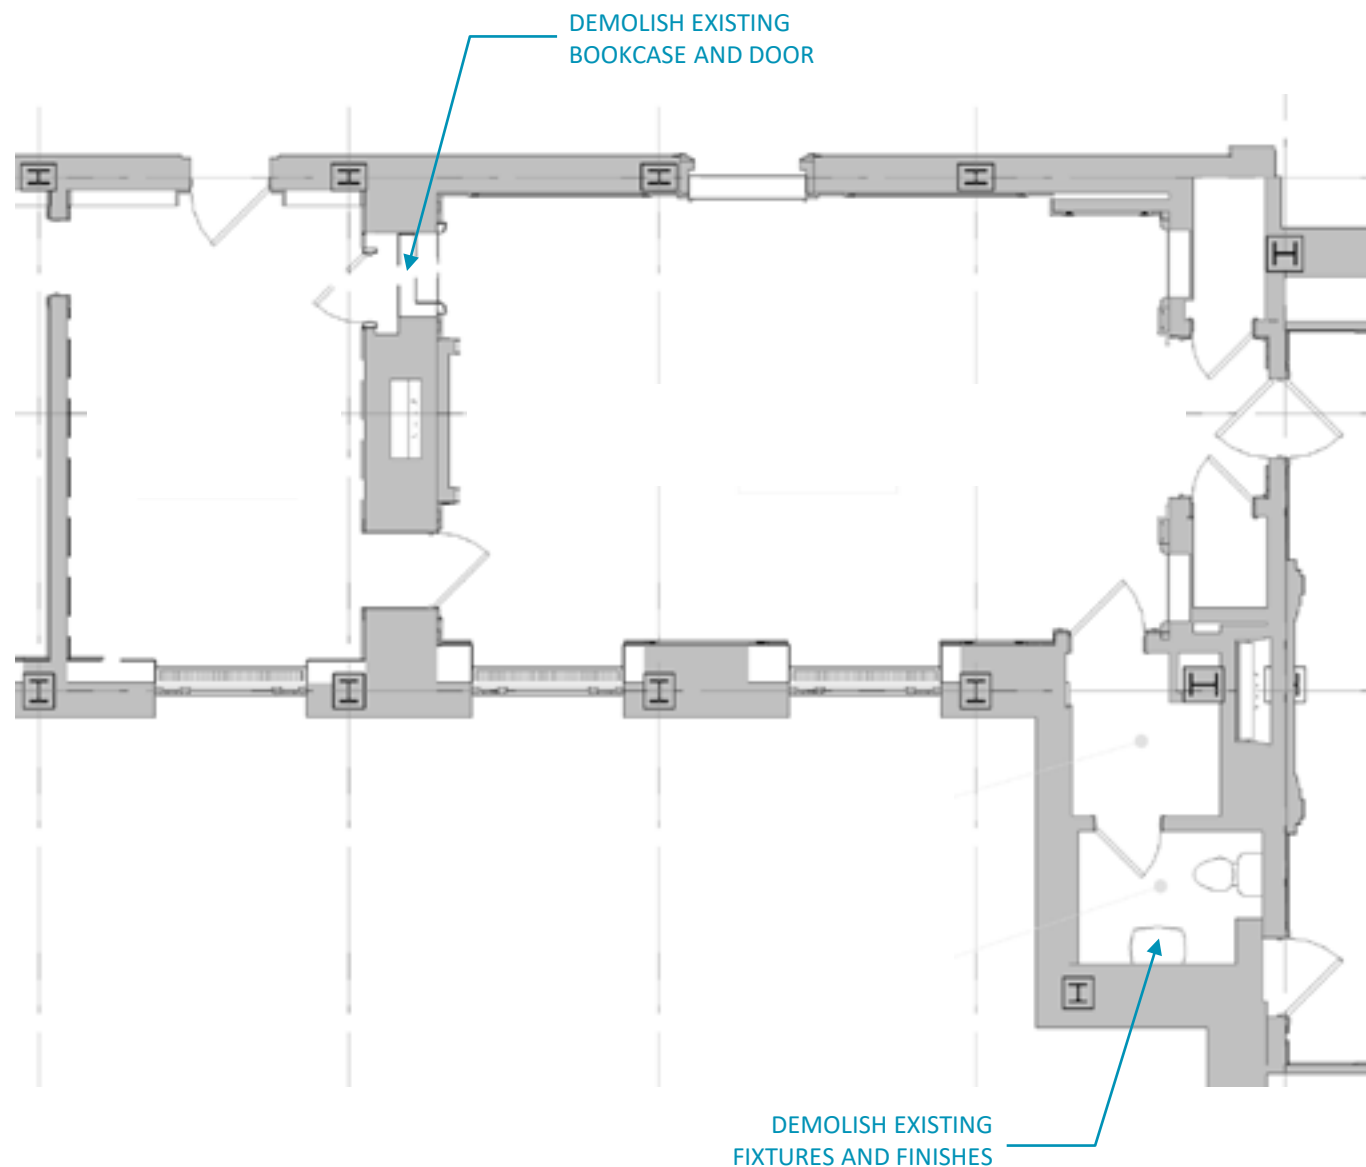 DEMOLISH EXISTING
BOOKCASE AND DOOR
DEMOLISH EXISTING
FIXTURES AND FINISHES